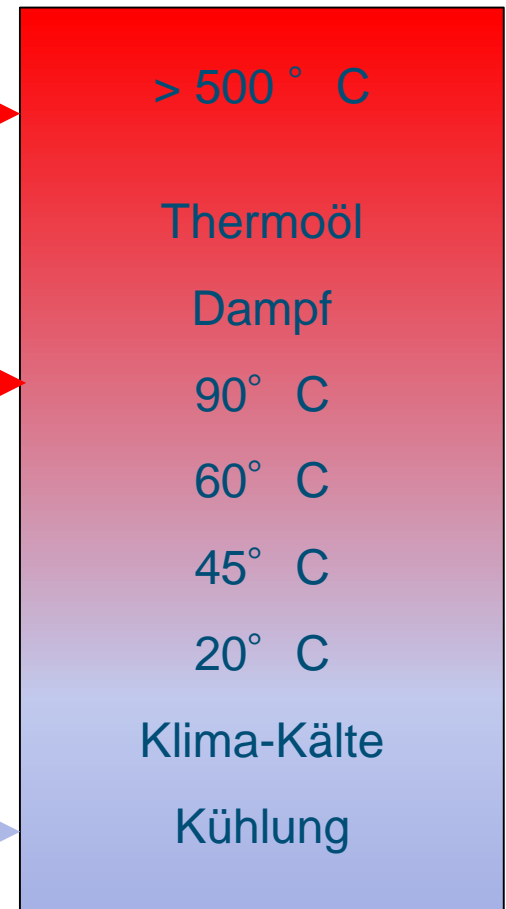 > 500 ° C
Thermoöl
Dampf
90° C
60° C
45° C
20° C
Klima-Kälte
Kühlung